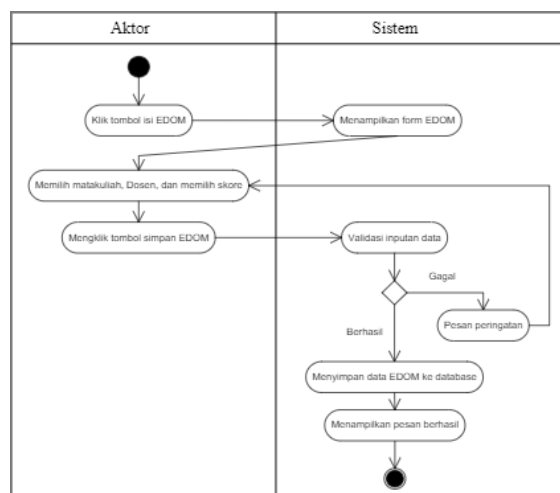 Aktor
Sistem
Klik tombol isi EDOM
Menampilkan form EDOM
Memilih matakuliah, Dosen, dan memilih skore
Mengklik tombol simpan EDOM
Validasi inputan data
Gagal
Pesan peringatan
Berhasil
Menyimpan data EDOM ke database
Menampilkan pesan berhasil